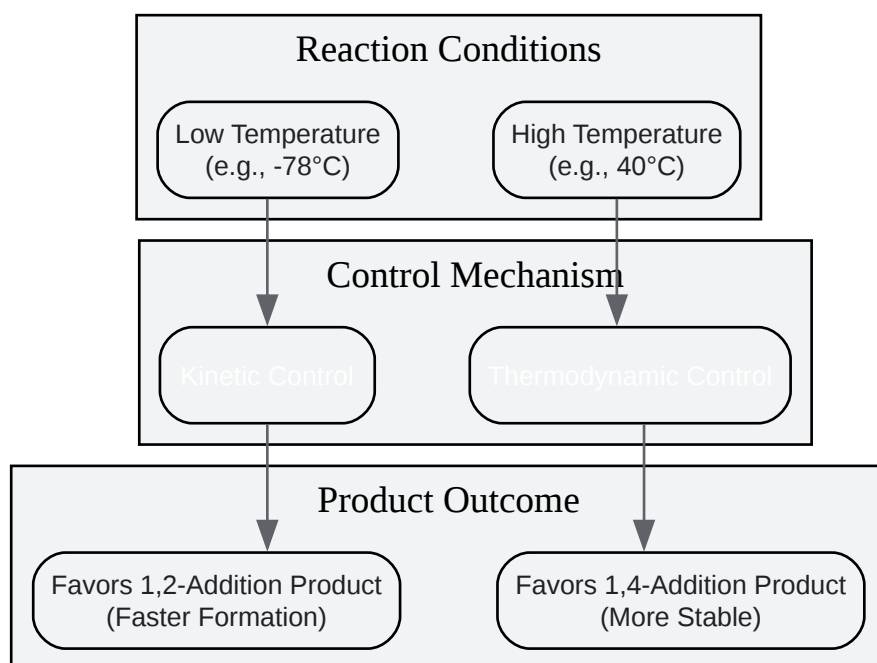 Reaction Conditions
Low Temperature
(e.g., -78°C)
High Temperature
(e.g., 40°C)
Control Mechanism
Kinetic Control
Thermodynamic Control
Product Outcome
Favors 1,2-Addition Product
(Faster Formation)
Favors 1,4-Addition Product
(More Stable)